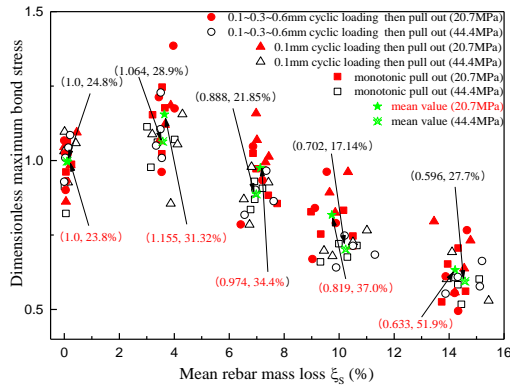 1.5
1.0
0.5
Dimensionless maximum bond stress
0.1~0.3~0.6mm cyclic loading then pull out (20.7MPa)
0.1~0.3~0.6mm cyclic loading then pull out (44.4MPa)
0.1mm cyclic loading then pull out (20.7MPa)
0.1mm cyclic loading then pull out (44.4MPa)
monotonic pull out (20.7MPa)
monotonic pull out (44.4MPa)
mean value (20.7MPa)
mean value (44.4MPa)
(1.0, 24.8%)
(1.064, 28.9%)
(0.888, 21.85%)
(0.702, 17.14%)
(0.596, 27.7%)
(1.0, 23.8%)
(1.155, 31.32%)
(0.974, 34.4%)
(0.819, 37.0%)
(0.633, 51.9%)
0 2 4 6 8 10 12 14 16
Mean rebar mass loss ξs (%)